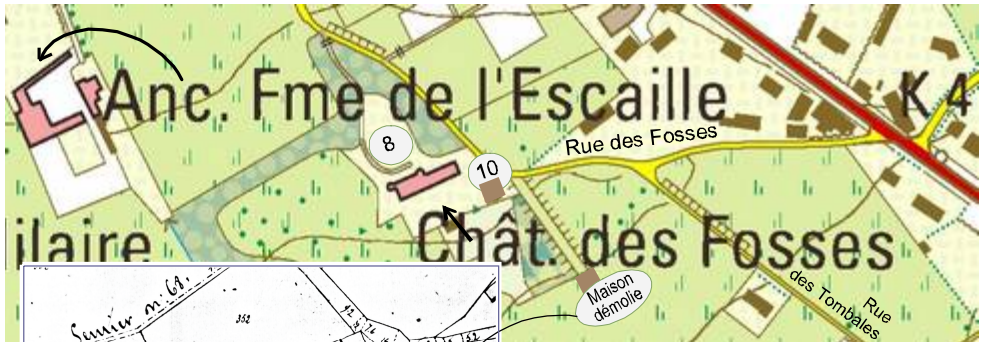 Anc. Fme de l'Escaille
K 4
8
Rue des Fosses
10
ilaire
Chât. des Fosses
Maison
démolie
Rue
des Tombales
Sentier n. 68.
352